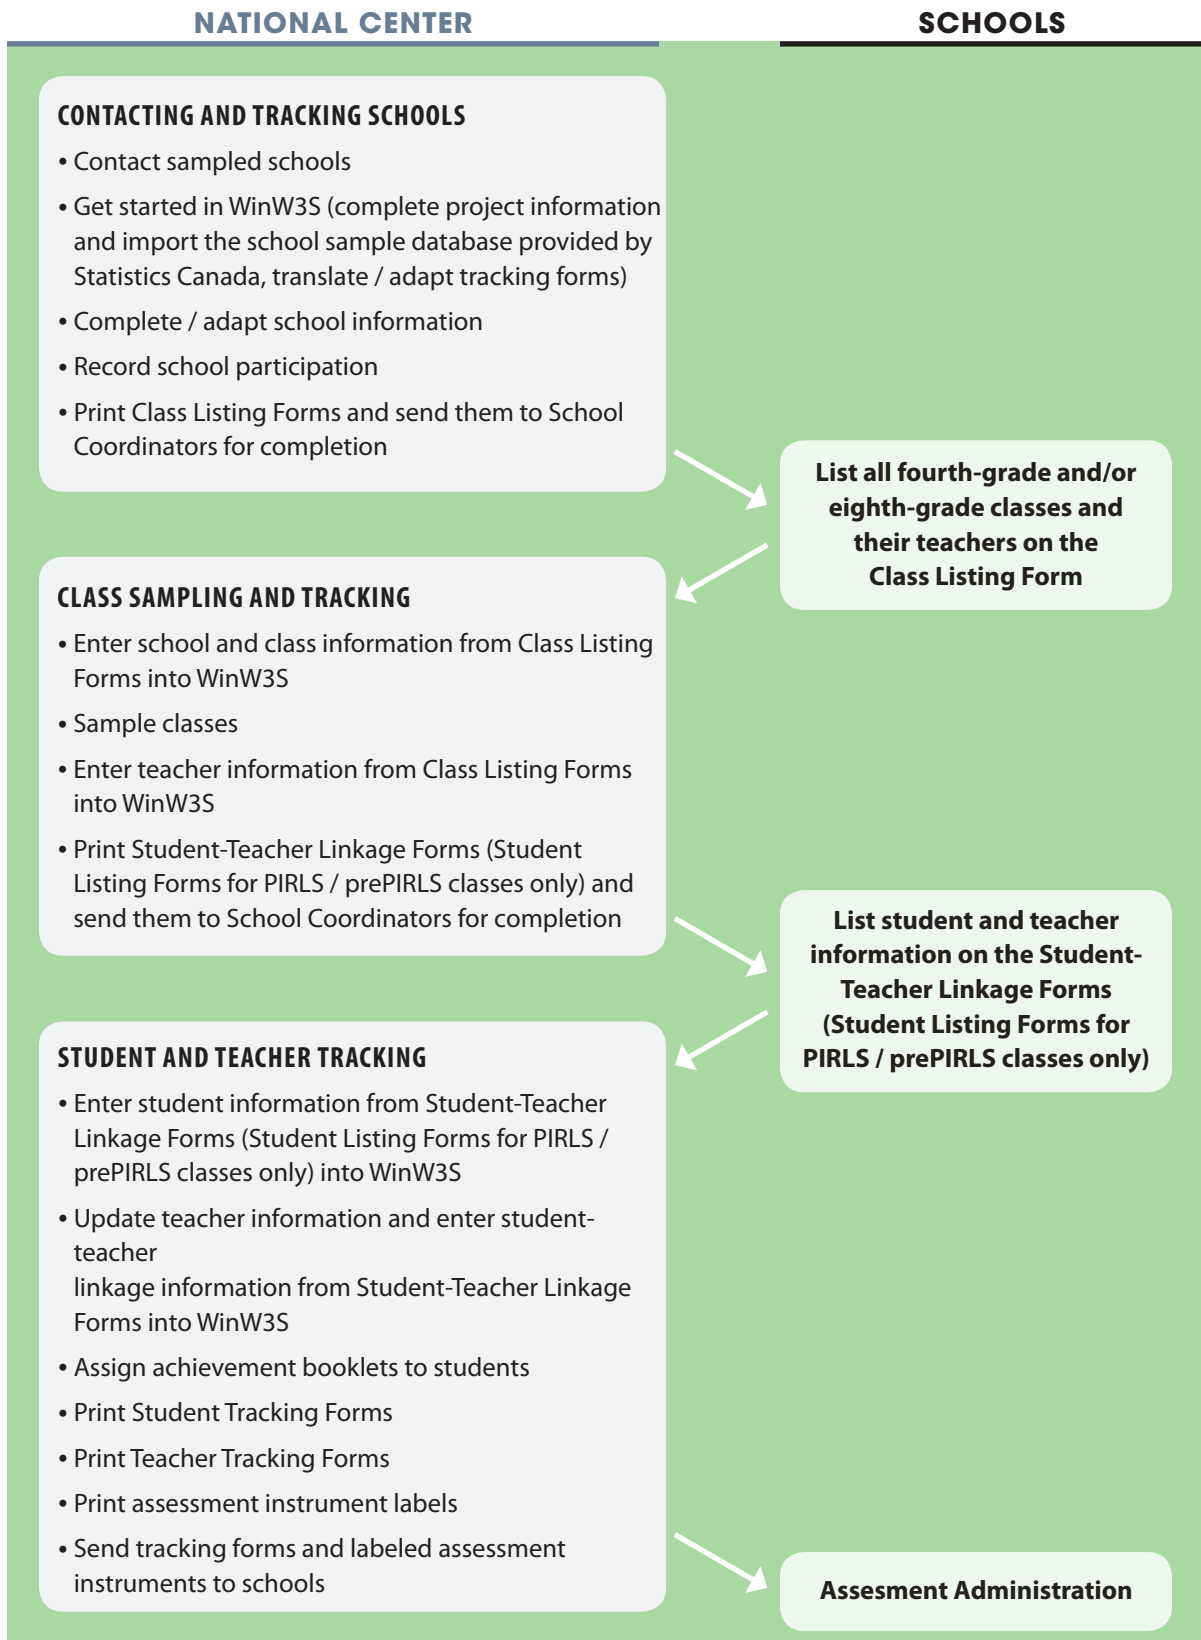 NATIONAL CENTER
SCHOOLS
CONTACTING AND TRACKING SCHOOLS
• Contact sampled schools
• Get started in WinW3S (complete project information
and import the school sample database provided by
Statistics Canada, translate / adapt tracking forms)
• Complete / adapt school information
• Record school participation
• Print Class Listing Forms and send them to School
Coordinators for completion
List all fourth-grade and/or
eighth-grade classes and
their teachers on the
Class Listing Form
CLASS SAMPLING AND TRACKING
• Enter school and class information from Class Listing
Forms into WinW3S
• Sample classes
• Enter teacher information from Class Listing Forms
into WinW3S
• Print Student-Teacher Linkage Forms (Student
Listing Forms for PIRLS / prePIRLS classes only) and
send them to School Coordinators for completion
List student and teacher
information on the Student-
Teacher Linkage Forms
(Student Listing Forms for
PIRLS / prePIRLS classes only)
STUDENT AND TEACHER TRACKING
• Enter student information from Student-Teacher
Linkage Forms (Student Listing Forms for PIRLS /
prePIRLS classes only) into WinW3S
• Update teacher information and enter student-
teacher
linkage information from Student-Teacher Linkage
Forms into WinW3S
• Assign achievement booklets to students
• Print Student Tracking Forms
• Print Teacher Tracking Forms
• Print assessment instrument labels
• Send tracking forms and labeled assessment
instruments to schools
Assesment Administration